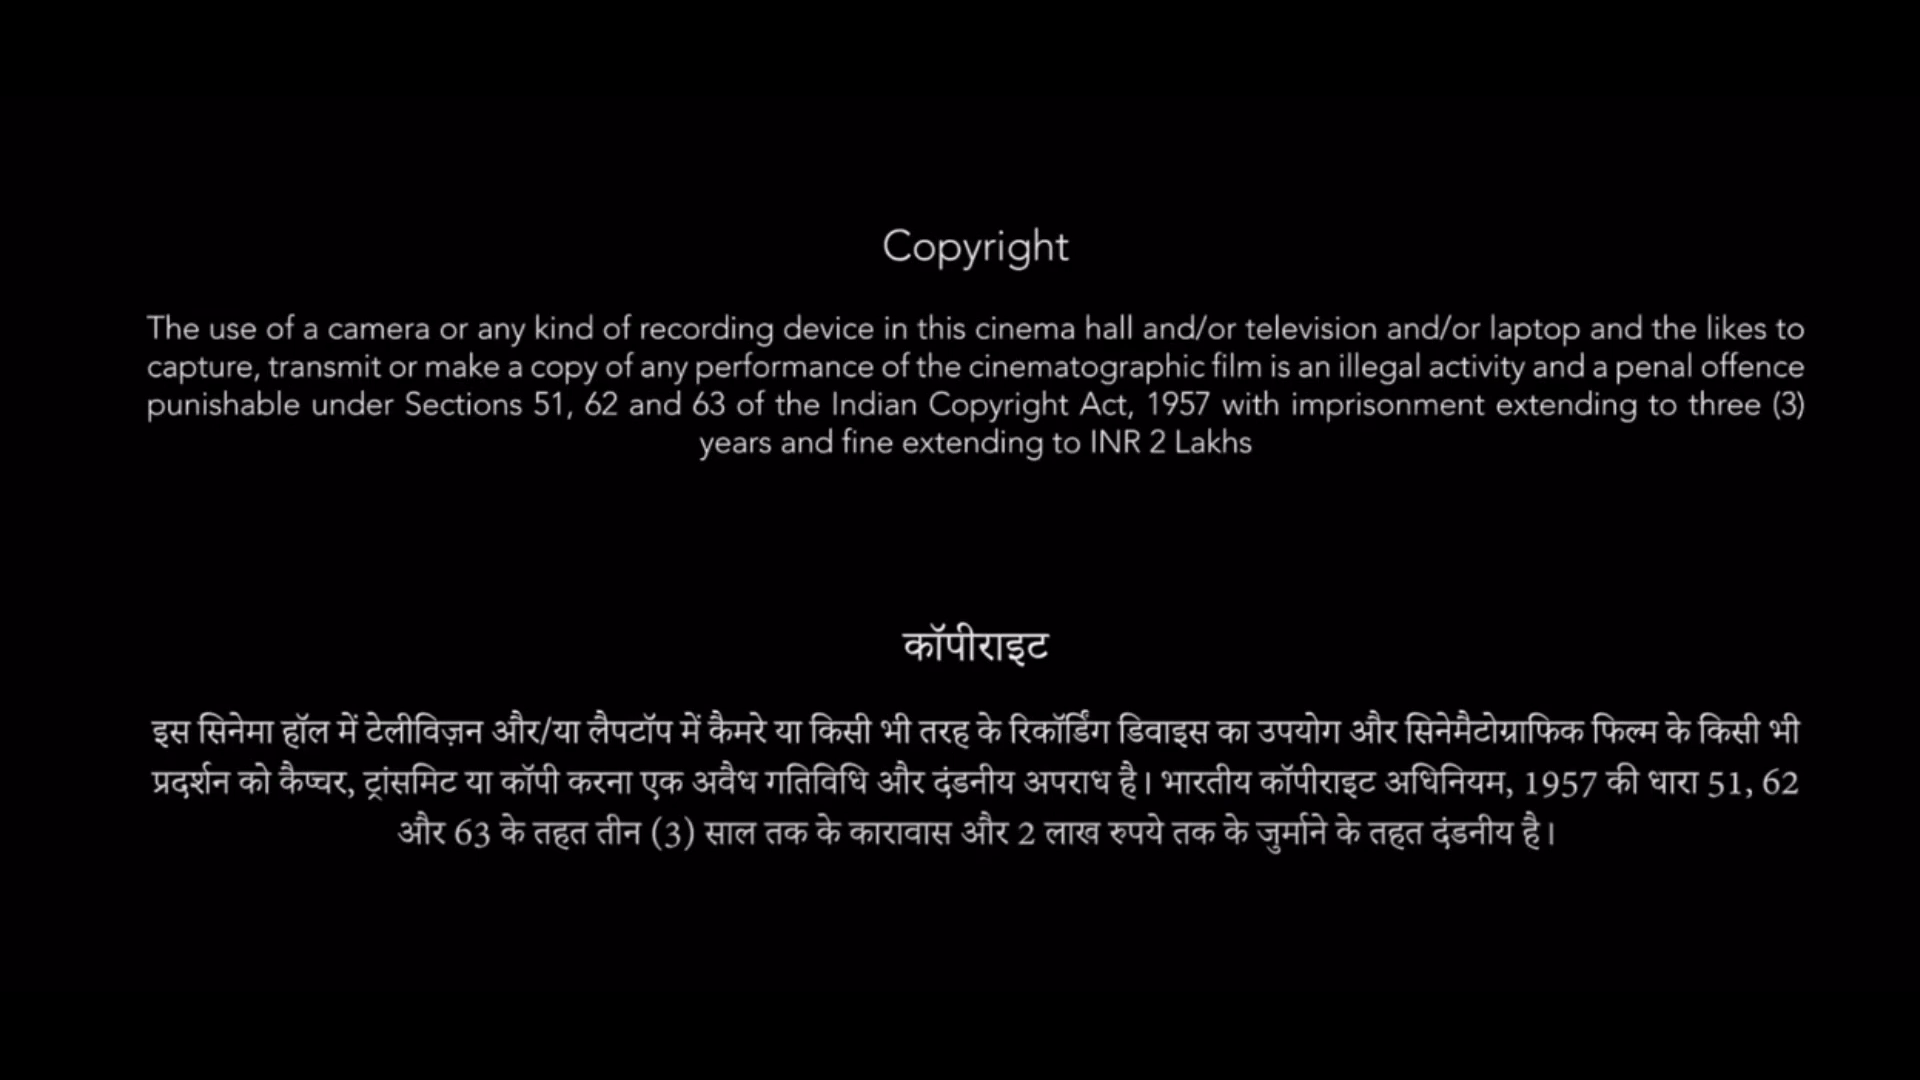 Copyright
The use of a camera or any kind of recording device in this cinema hall and/or television and/or laptop and the likes to
capture, transmit or make a copy of any performance of the cinematographic film is an illegal activity and a penal offence
punishable under Sections 51, 62 and 63 of the Indian Copyright Act, 1957 with imprisonment extending to three (3)
years and fine extending to INR 2 Lakhs
कॉपीराइट
इस सिनेमा हॉल में टेलीविज़न और/या लैपटॉप में कैमरे या किसी भी तरह के रिकॉर्डिंग डिवाइस का उपयोग और सिनेमैटोग्राफिक फिल्म के किसी भी
प्रदर्शन को कैप्चर, ट्रांसमिट या कॉपी करना एक अवैध गतिविधि और दंडनीय अपराध है। भारतीय कॉपीराइट अधिनियम, 1957 की धारा 51, 62
और 63 के तहत तीन (3) साल तक के कारावास और 2 लाख रुपये तक के जुर्माने के तहत दंडनीय है।